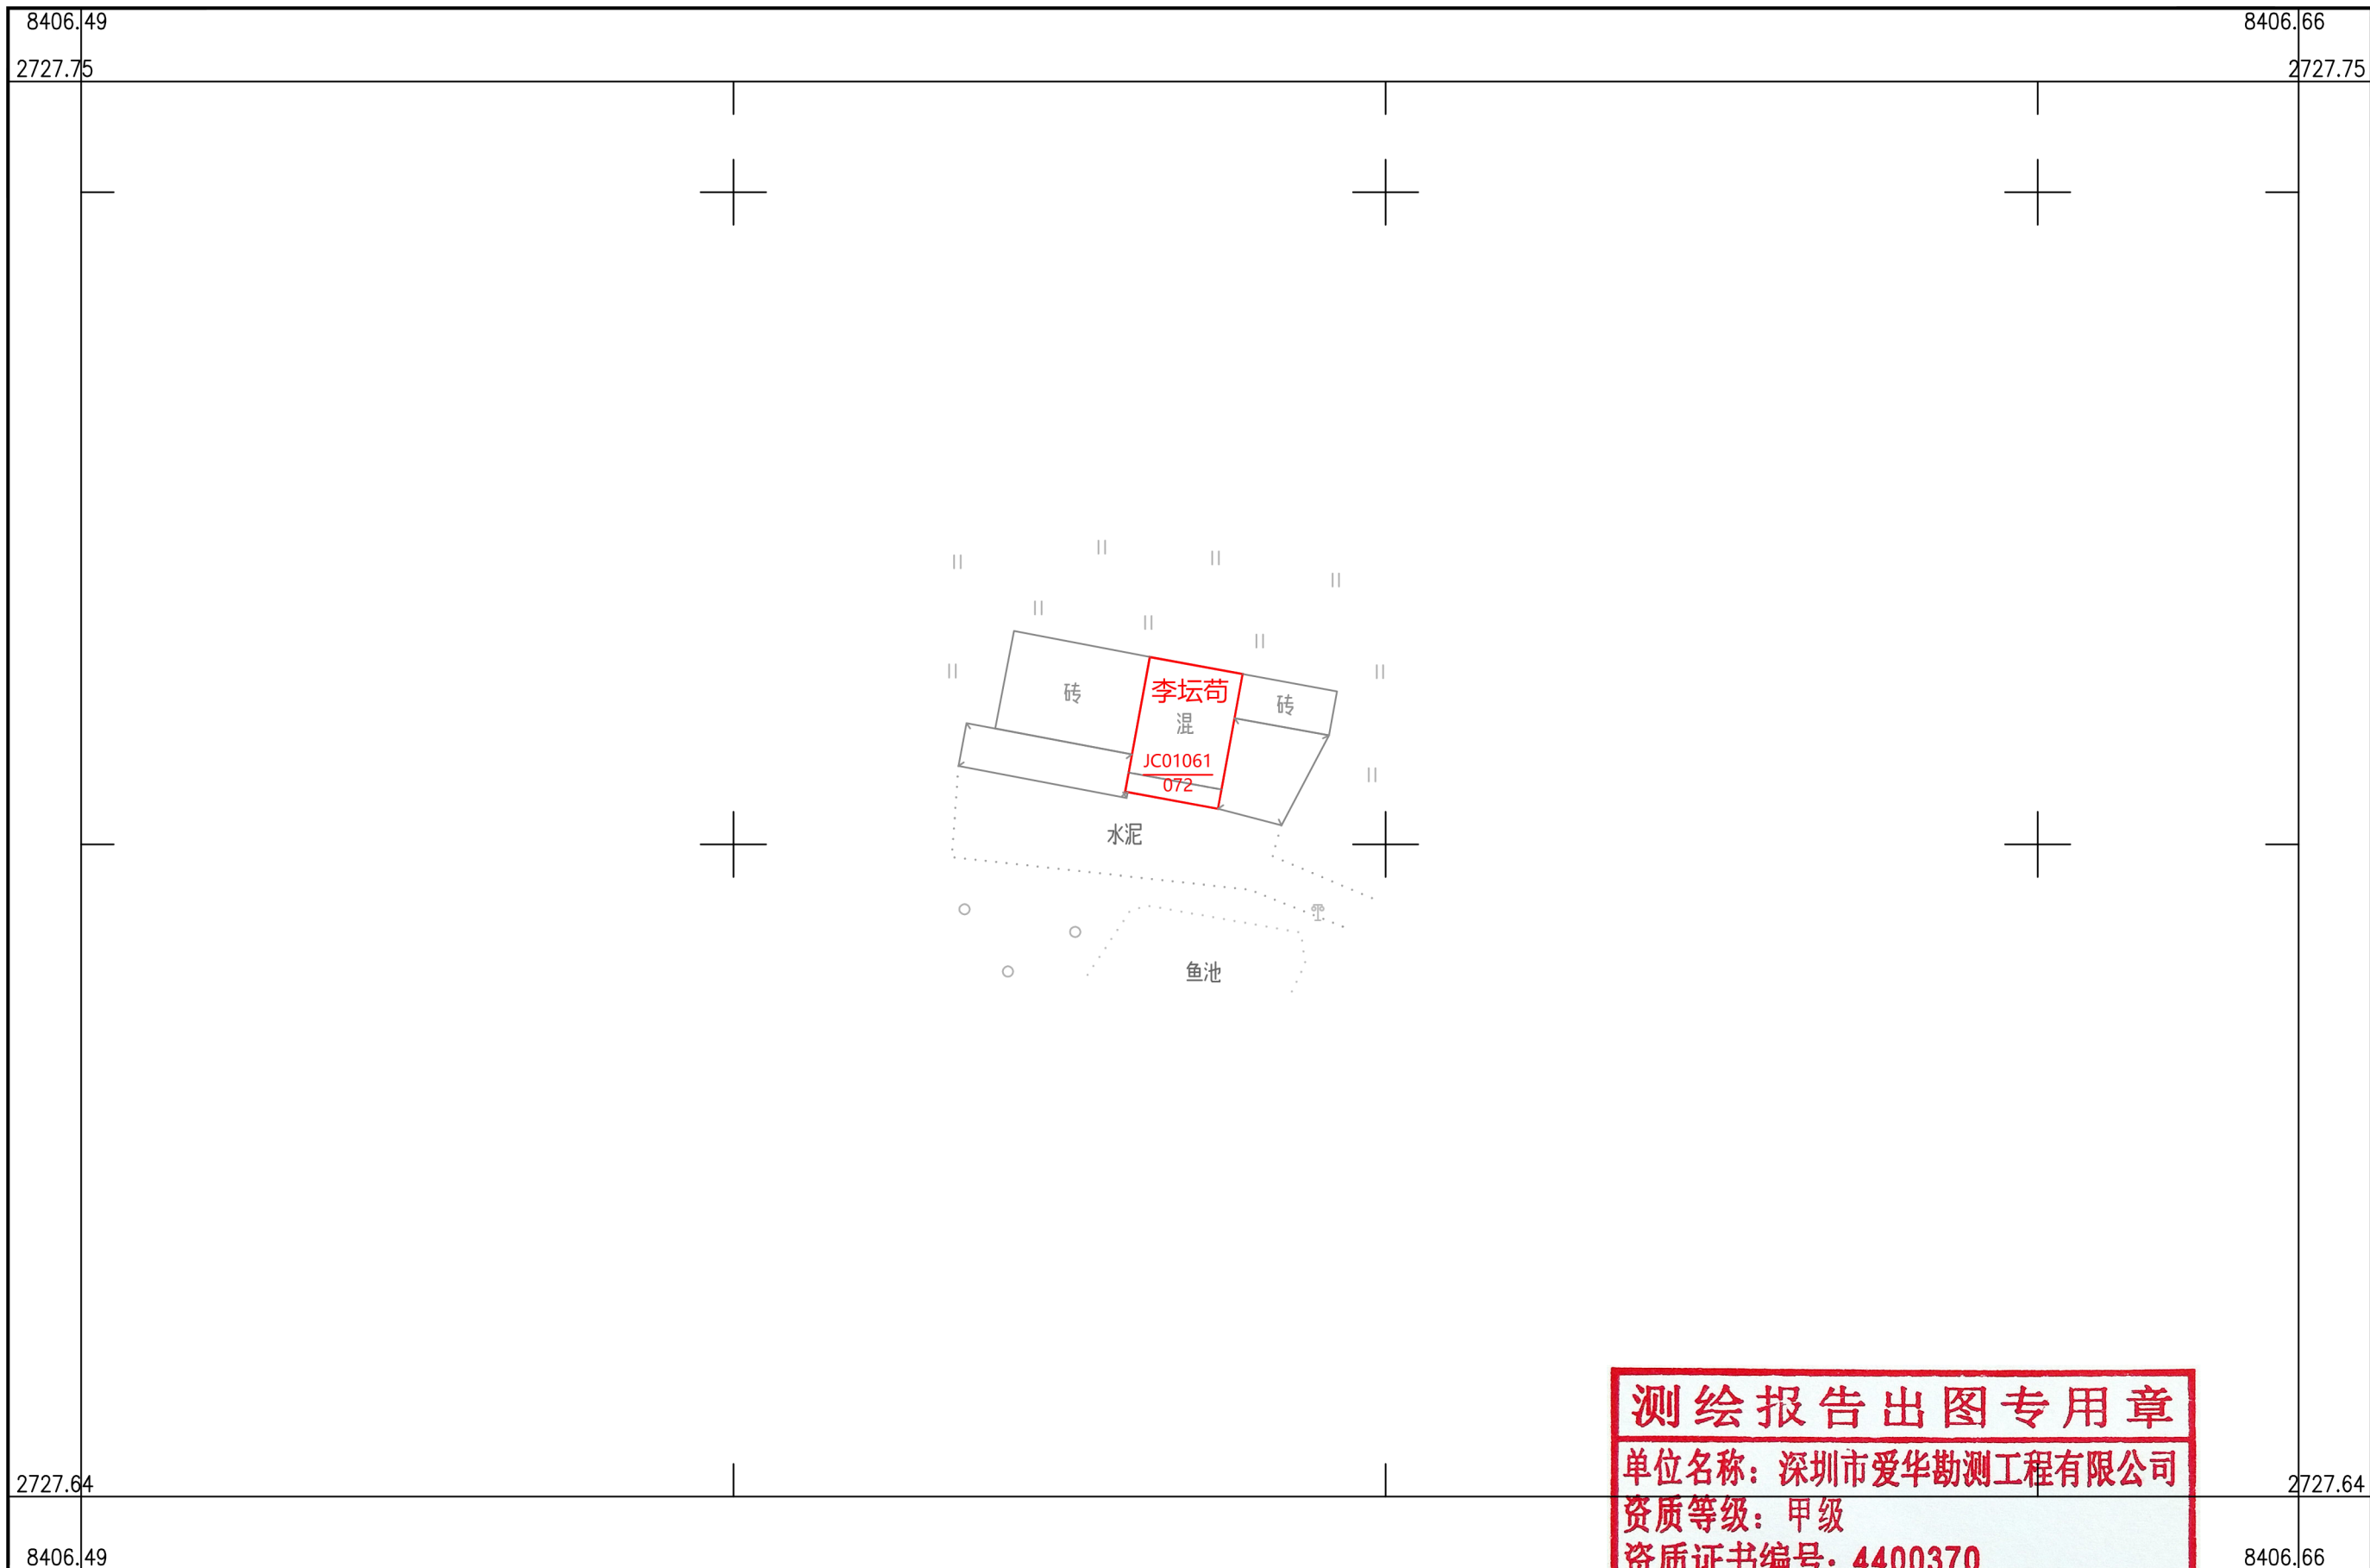 8406.49
8406.66
2727.75
2727.75
李坛苟
砖
砖
混
JC01061
072
水泥
鱼池
测绘报告出图专用章
单位名称：深圳市爱华勘测工程有限公司
2727.64
2727.64
资质等级：甲级
资质证书编号：4400370
8406.49
8406.66